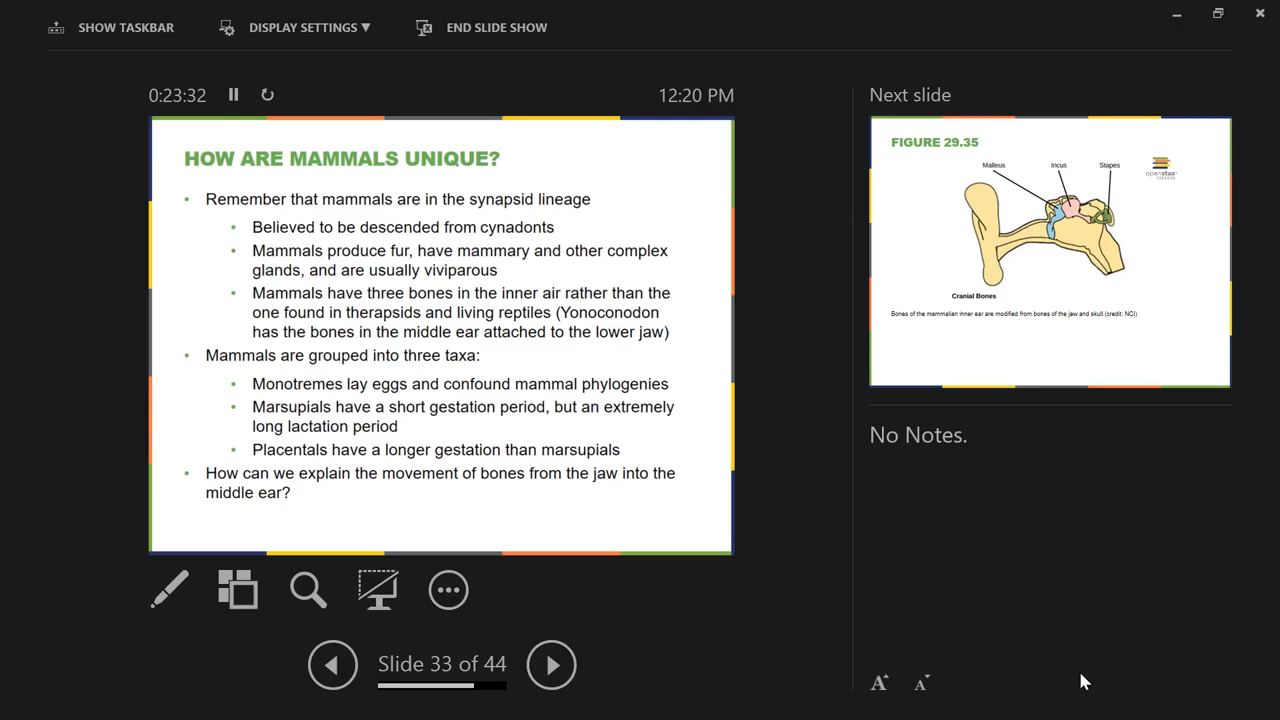 SHOW TASKBAR
DISPLAY SETTINGS ▼
END SLIDE SHOW
0:23:32
12:20 PM
HOW ARE MAMMALS UNIQUE?
• Remember that mammals are in the synapsid lineage
• Believed to be descended from cynadonts
• Mammals produce fur, have mammary and other complex
glands, and are usually viviparous
• Mammals have three bones in the inner air rather than the
one found in therapsids and living reptiles (Yonoconodon
has the bones in the middle ear attached to the lower jaw)
• Mammals are grouped into three taxa:
• Monotremes lay eggs and confound mammal phylogenies
• Marsupials have a short gestation period, but an extremely
long lactation period
• Placentals have a longer gestation than marsupials
• How can we explain the movement of bones from the jaw into the
middle ear?
Slide 33 of 44
Next slide
FIGURE 29.35
Malleus
Incus
Stapes
openstax
COLLEGE
Cranial Bones
Bones of the mammalian inner ear are modified from bones of the jaw and skull.(credit: NCI)
No Notes.
A
A